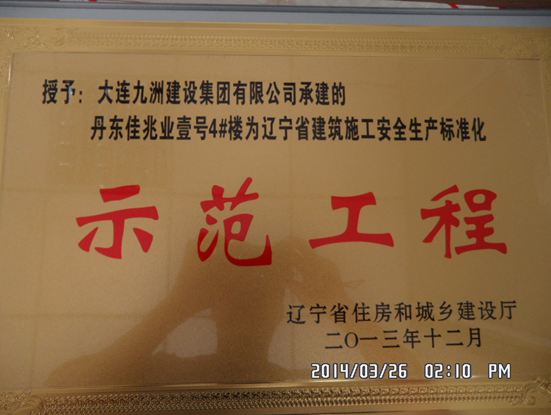 授予：大连九洲建设集团有限公司承建的
丹东佳兆业壹号4#楼为辽宁省建筑施工安全生产标准化
示范工程
辽宁省住房和城乡建设厅
二〇一三年十二月
2014/03/26 02:10 PM